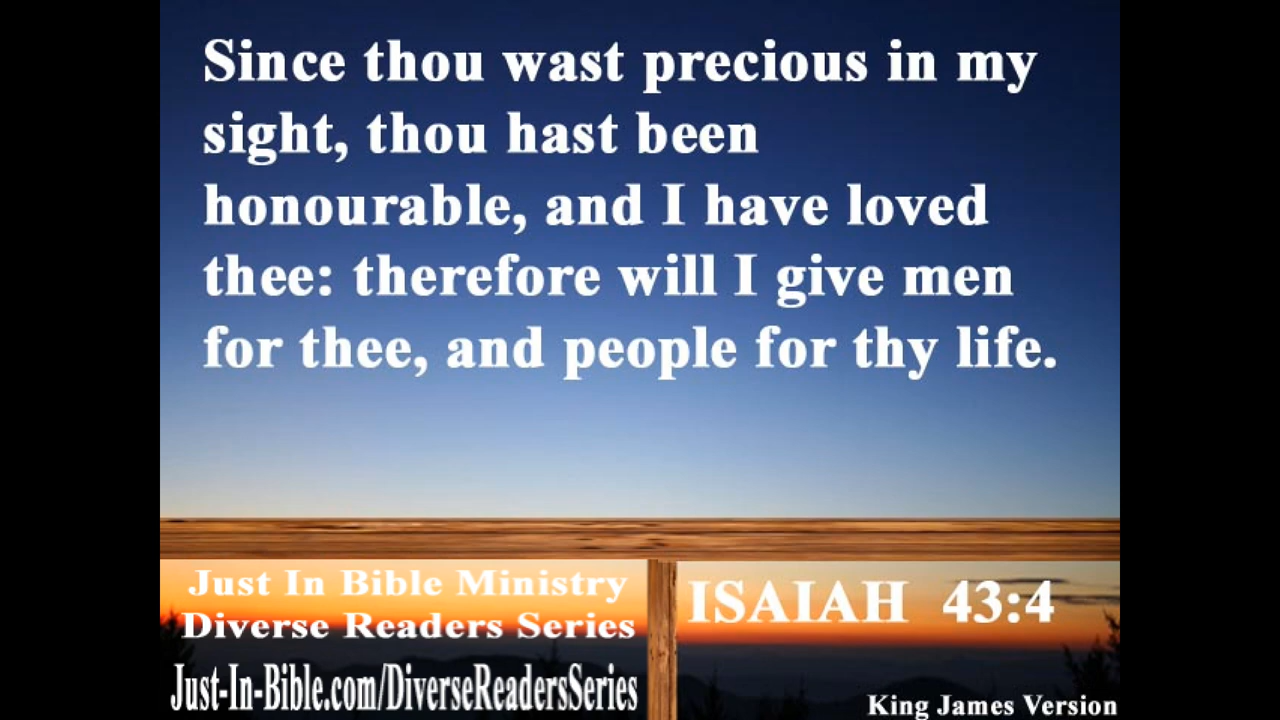 Since thou wast precious in my
sight, thou hast been
honourable, and I have loved
thee: therefore will I give men
for thee, and people for thy life.
Just In Bible Ministry
Diverse Readers Series
Just-In-Bible.com/DiverseReadersSeries
ISAIAH 43:4
King James Version